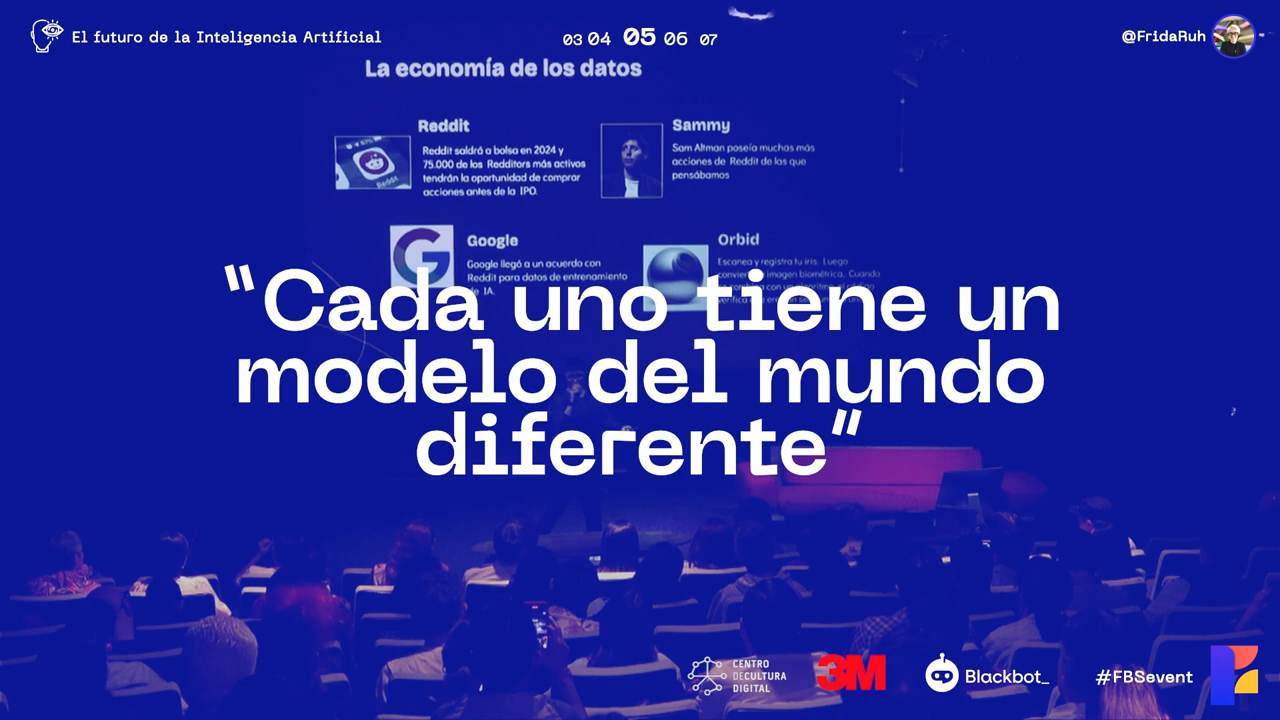 El futuro de la Inteligencia Artificial
03 04 05 06 07
@FridaRuh
La economía de los datos
Reddit
Reddit saldrá a bolsa en 2024 y
75.000 de los Redditors más activos
tendrán la oportunidad de comprar
acciones antes de la IPO.
Sammy
Sam Altman poseía muchas más
acciones de Reddit de las que
pensábamos
Google
Google llegó a un acuerdo con
Reddit para datos de entrenamiento
de IA.
Orbid
Escanea y registra tu iris. Luego
imagen biométrica. Cuando
"Cada uno tiene un
modelo del mundo
diferente"
CENTRO
DECULTURA
DIGITAL
3M
Blackbot_
#FBSevent